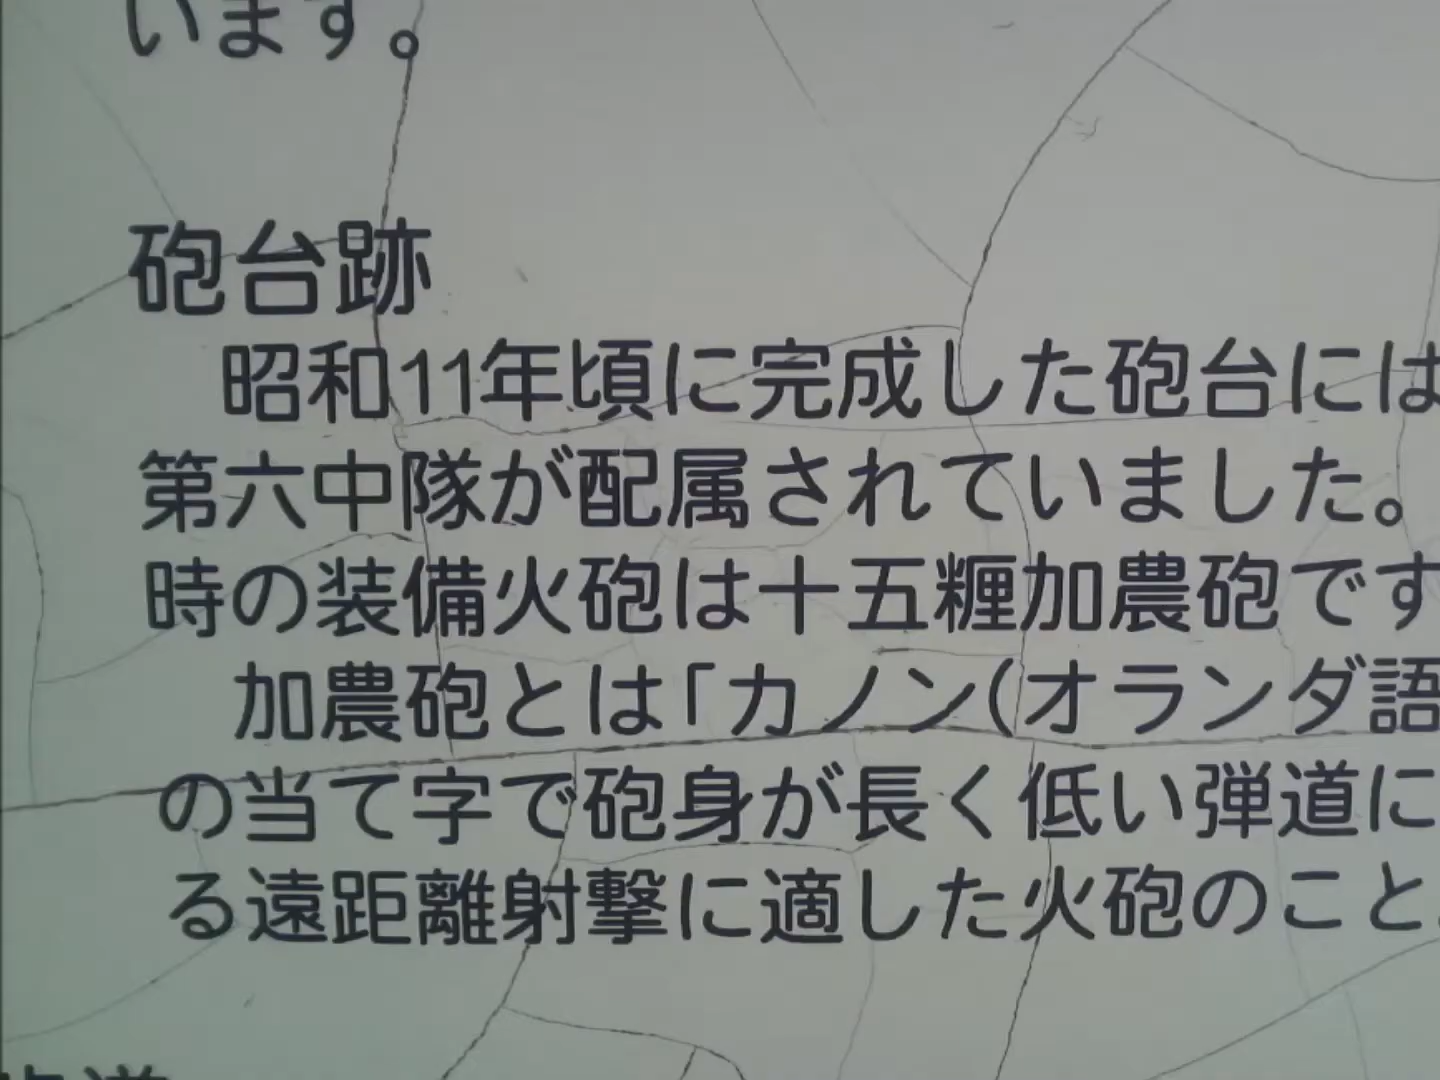 います。
砲台跡
昭和11年頃に完成した砲台には
第六中隊が配属されていました。
時の装備火砲は十五糎加農砲です
加農砲とは「カノン(オランダ語
の当て字で砲身が長く低い弾道に
る遠距離射撃に適した火砲のこと